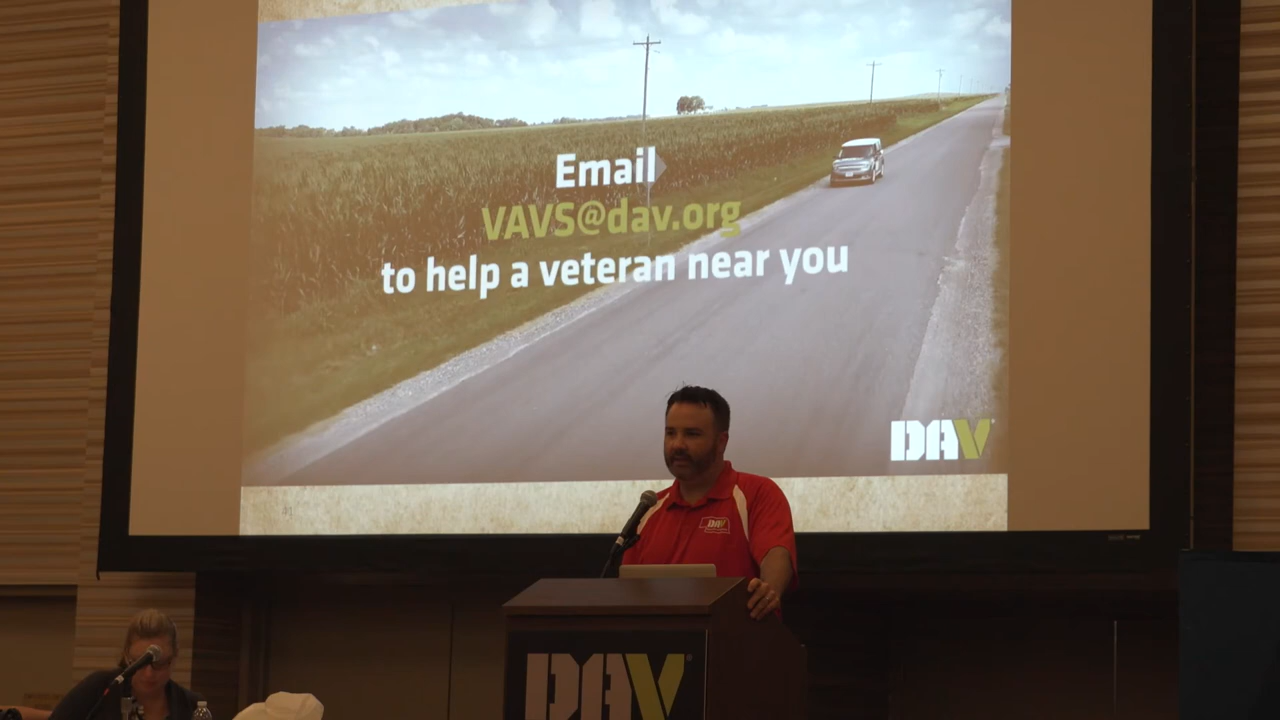 Email
VAVS@dav.org
to help a veteran near you
DAV
DAV
DAV